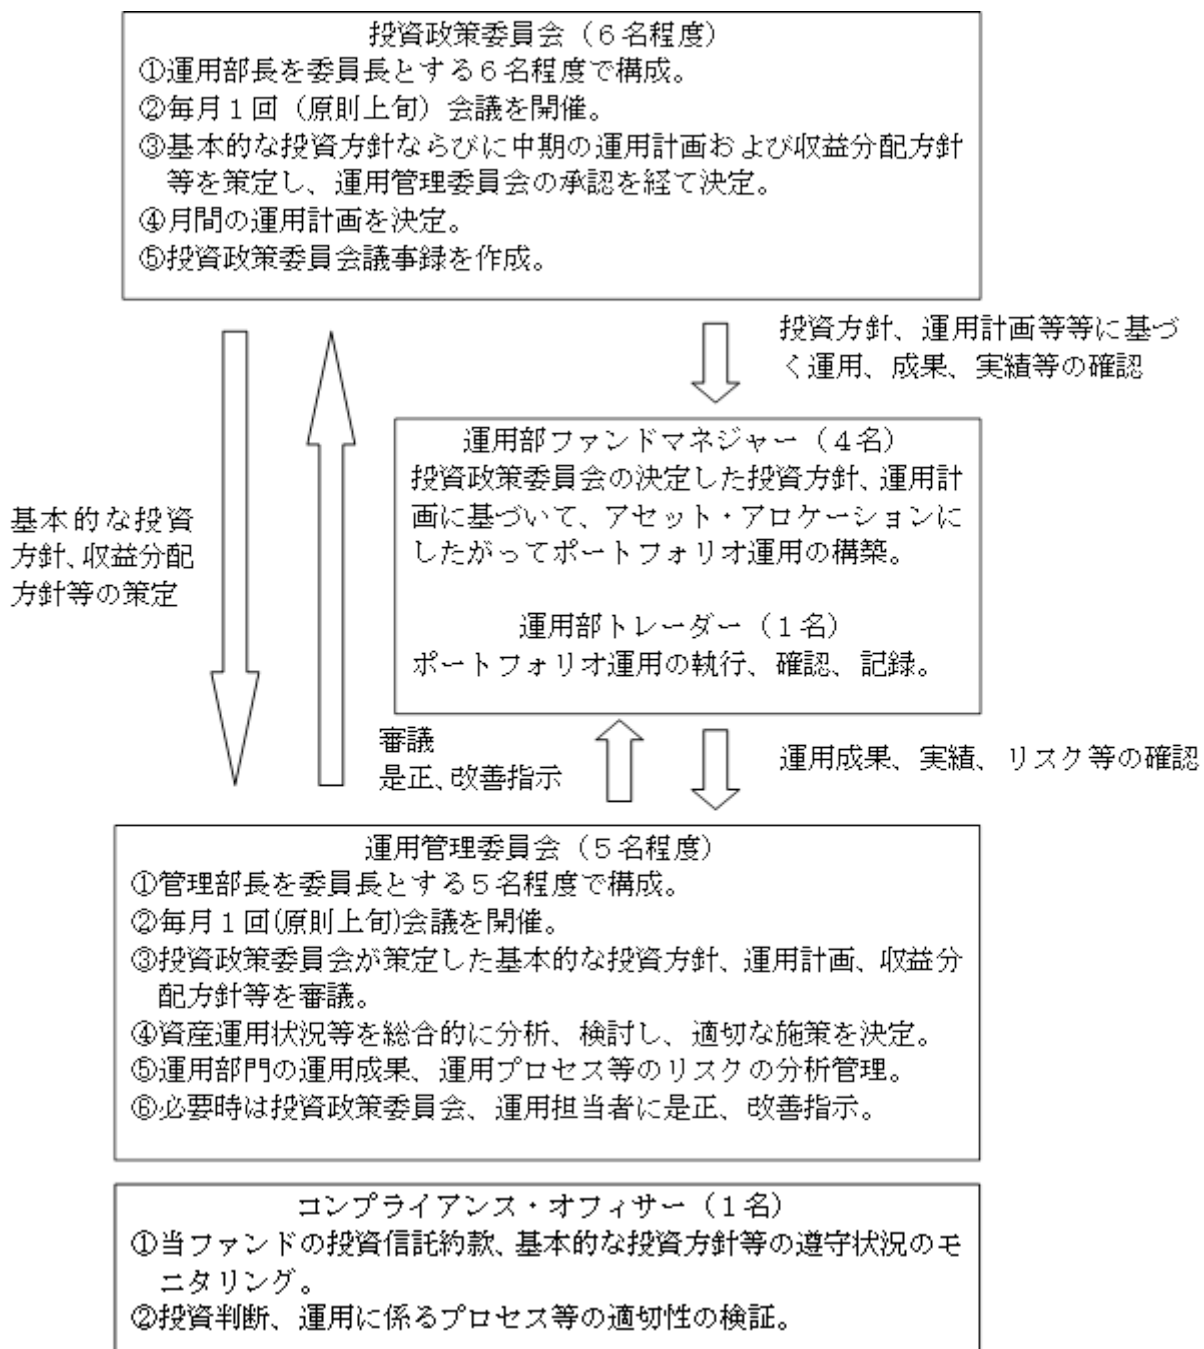 投資政策委員会（６名程度）
①運用部長を委員長とする６名程度で構成。
②毎月１回（原則上旬）会議を開催。
③基本的な投資方針ならびに中期の運用計画および収益分配方針
等を策定し、運用管理委員会の承認を経て決定。
④月間の運用計画を決定。
⑤投資政策委員会議事録を作成。
投資方針、運用計画等等に基づ
く運用、成果、実績等の確認
運用部ファンドマネジャー（４名）
投資政策委員会の決定した投資方針、運用計
画に基づいて、アセット・アロケーションに
したがってポートフォリオ運用の構築。
運用部トレーダー（１名）
ポートフォリオ運用の執行、確認、記録。
基本的な投資
方針、収益分配
方針等の策定
審議
是正、改善指示
運用成果、実績、リスク等の確認
運用管理委員会（５名程度）
①管理部長を委員長とする５名程度で構成。
②毎月１回(原則上旬)会議を開催。
③投資政策委員会が策定した基本的な投資方針、運用計画、収益分
配方針等を審議。
④資産運用状況等を総合的に分析、検討し、適切な施策を決定。
⑤運用部門の運用成果、運用プロセス等のリスクの分析管理。
⑥必要時は投資政策委員会、運用担当者に是正、改善指示。
コンプライアンス・オフィサー（１名）
①当ファンドの投資信託約款、基本的な投資方針等の遵守状況のモ
ニタリング。
②投資判断、運用に係るプロセス等の適切性の検証。